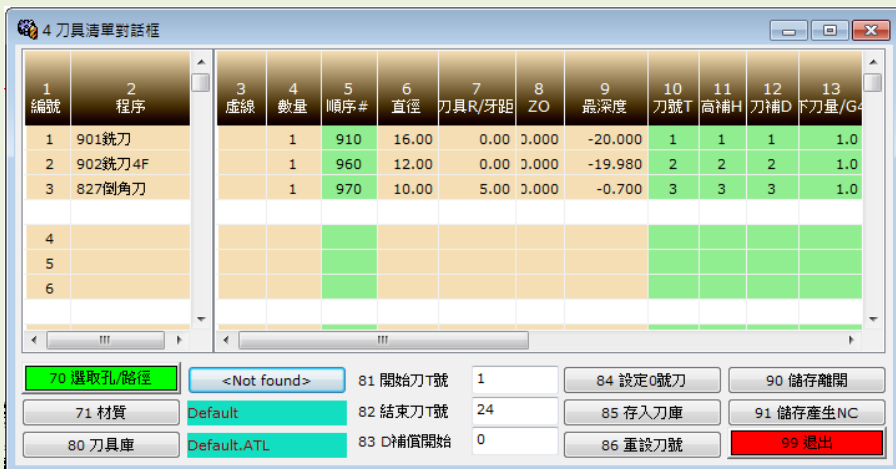 4 刀具清單對話框
1 2 3 4 5 6 7 8 9 10 11 12 13
編號 程序 虛線 數量 順序# 直徑 刀具R/牙距 ZO 最深度 刀號T 高補H 刀補D 下刀量/G4
1 901銑刀 1 910 16.00 0.00 0.000 -20.000 1 1 1 1.0
2 902銑刀4F 1 960 12.00 0.00 0.000 -19.980 2 2 2 1.0
3 827倒角刀 1 970 10.00 5.00 0.000 -0.700 3 3 3 1.0
4
5
6
70 選取孔/路徑 <Not found> 81 開始刀T號 1 84 設定0號刀 90 儲存離開
71 材質 Default 82 結束刀T號 24 85 存入刀庫 91 儲存產生NC
80 刀具庫 Default.ATL 83 D補償開始 0 86 重設刀號 99 退出